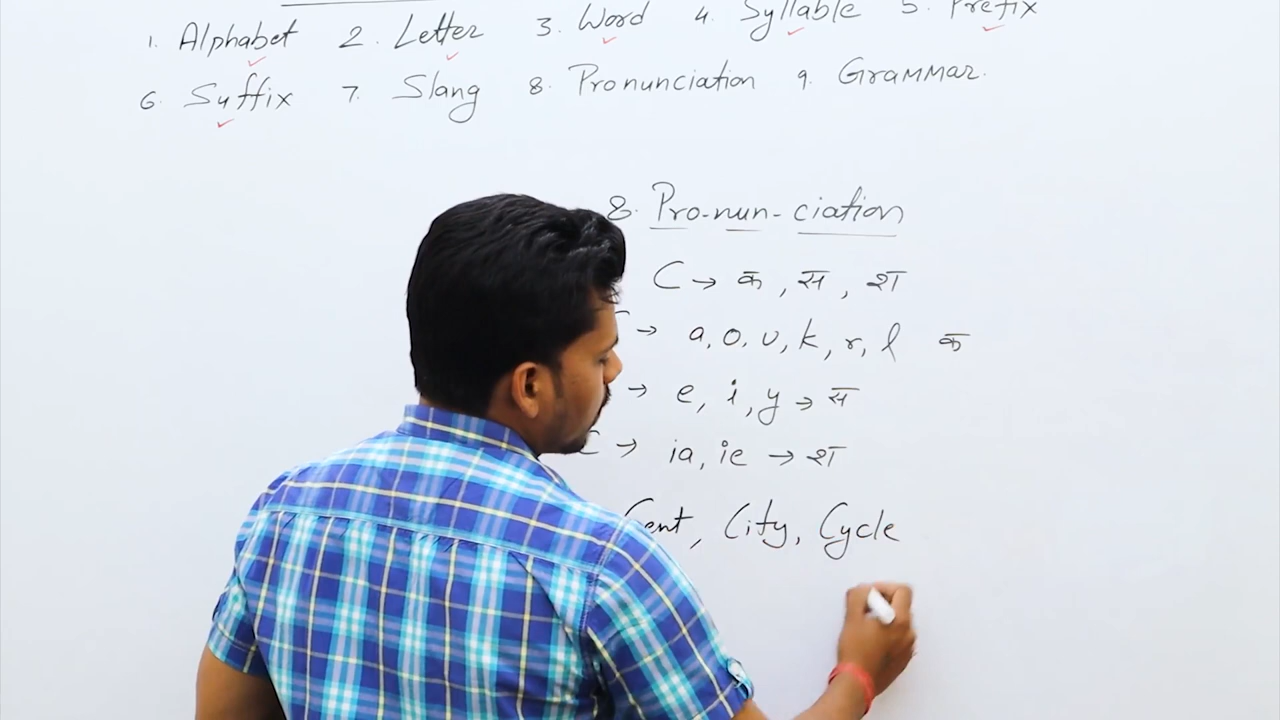 1. Alphabet 2. Letter 3. Word 4. Syllable 5. Prefix
6. Suffix 7. Slang 8. Pronunciation 9. Grammar.
8. Pro-nun-ciation
C → क, स, श
→ a, o, u, k, r, l क
→ e, i, y → स
C → ia, ie → श
Cent, City, Cycle